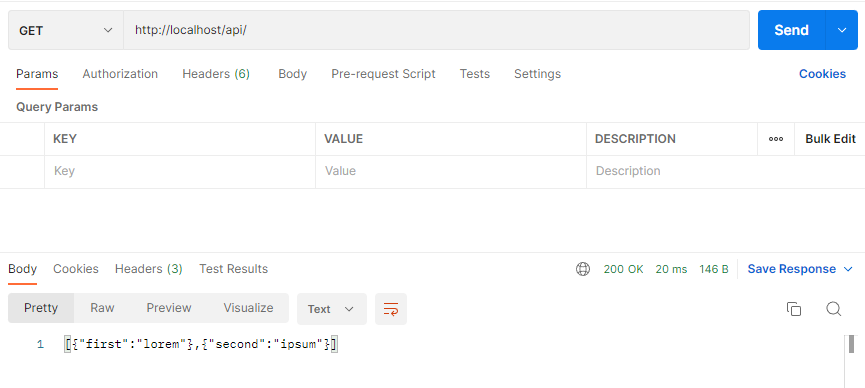 GET http://localhost/api/ Send
Params Authorization Headers (6) Body Pre-request Script Tests Settings Cookies
Query Params
KEY VALUE DESCRIPTION ooo Bulk Edit
Key Value Description
Body Cookies Headers (3) Test Results 200 OK 20 ms 146 B Save Response
Pretty Raw Preview Visualize Text
1 [{"first":"lorem"},{"second":"ipsum"}]